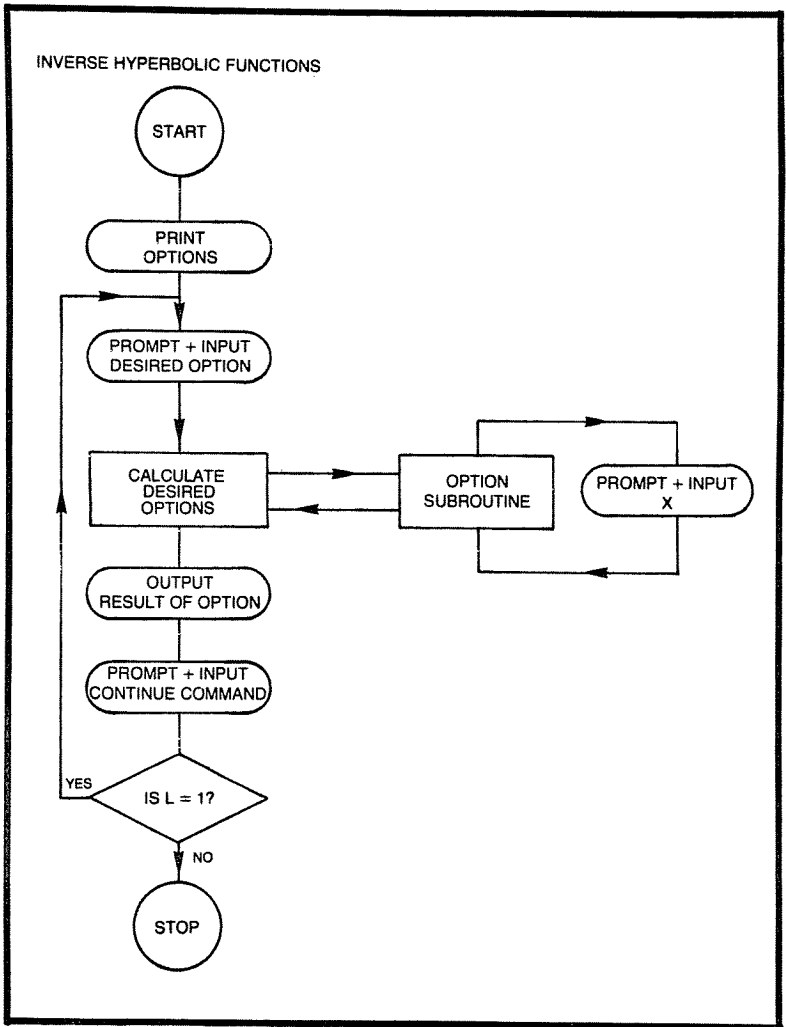 INVERSE HYPERBOLIC FUNCTIONS
START
PRINT
OPTIONS
PROMPT + INPUT
DESIRED OPTION
CALCULATE
DESIRED
OPTIONS
OPTION
SUBROUTINE
PROMPT + INPUT
X
OUTPUT
RESULT OF OPTION
PROMPT + INPUT
CONTINUE COMMAND
YES
IS L = 1?
NO
STOP